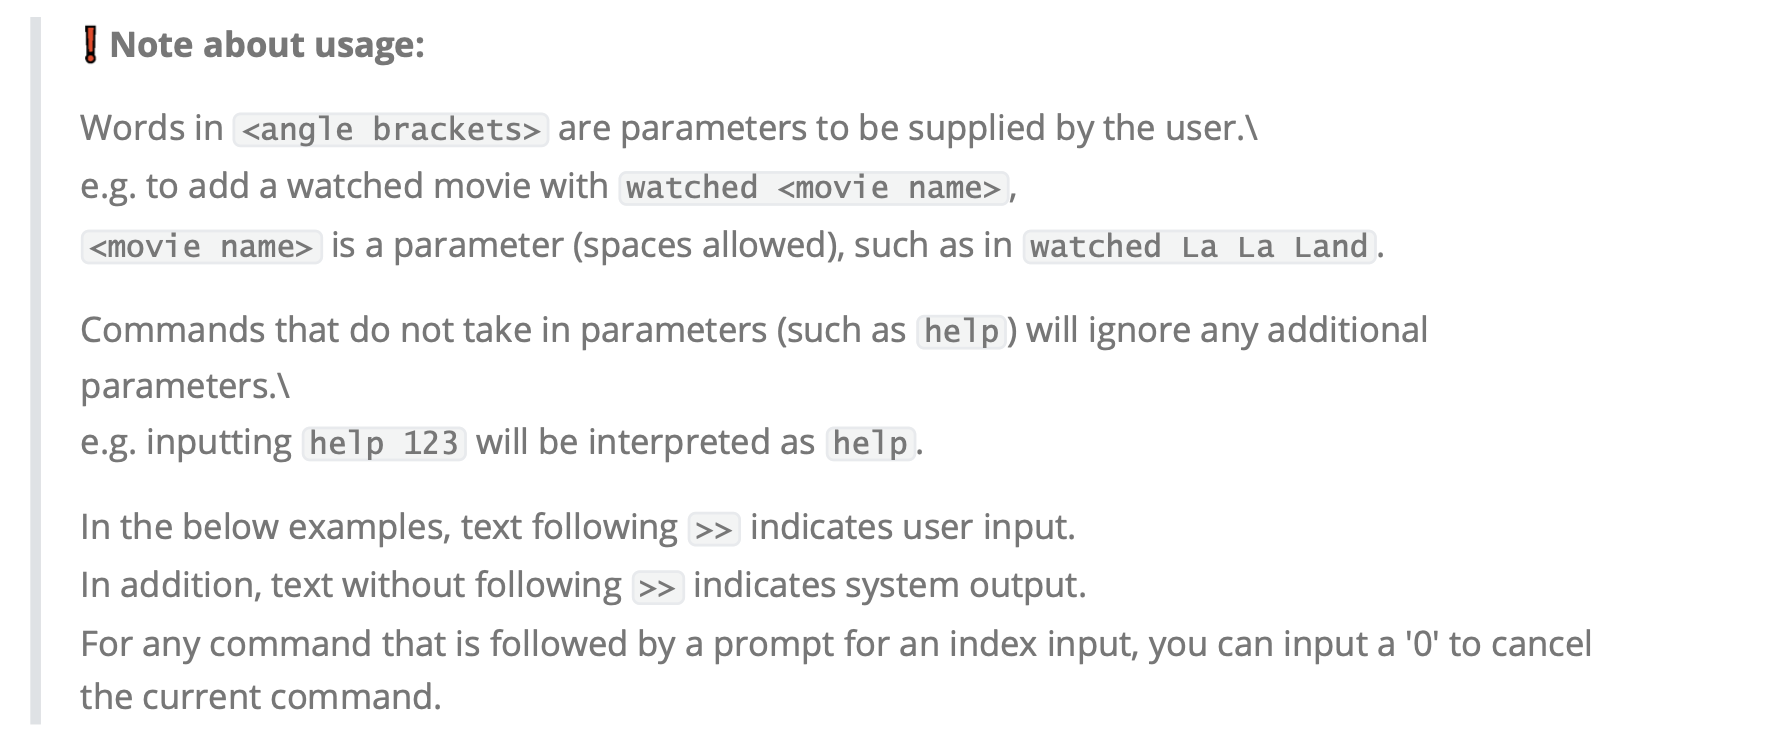 ❗Note about usage:
Words in <angle brackets> are parameters to be supplied by the user.\
e.g. to add a watched movie with watched <movie name>,
<movie name> is a parameter (spaces allowed), such as in watched La La Land.
Commands that do not take in parameters (such as help) will ignore any additional
parameters.\
e.g. inputting help 123 will be interpreted as help.
In the below examples, text following >> indicates user input.
In addition, text without following >> indicates system output.
For any command that is followed by a prompt for an index input, you can input a '0' to cancel
the current command.